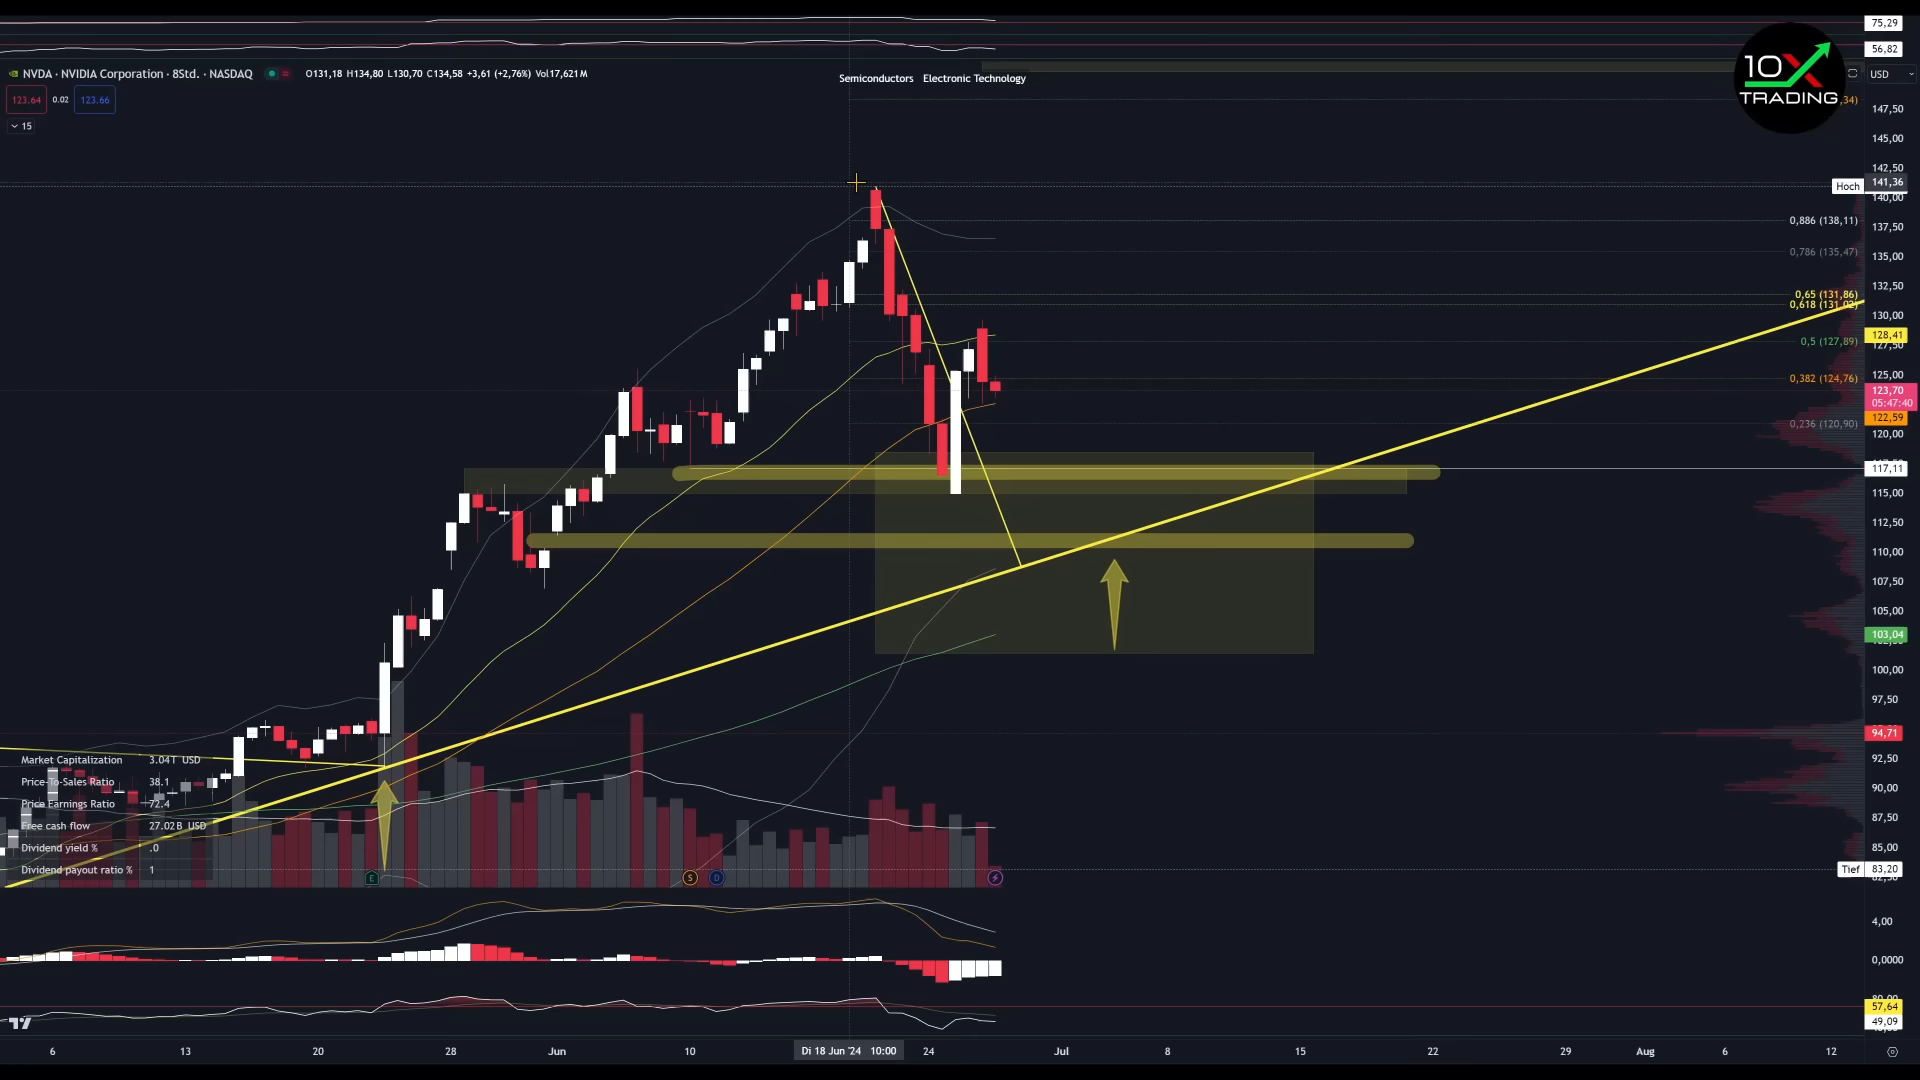 75,29
56,82
NVDA · NVIDIA Corporation · 8Std. · NASDAQ O131,18 H134,80 L130,70 C134,58 +3,61 (+2,76%) Vol17,621M
Semiconductors Electronic Technology
10X TRADING
USD
123.64 0.02 123.66
15
147,50
145,00
142,50
Hoch 141,36
140,00
0,886 (138,11)
137,50
0,786 (135,47)
135,00
132,50
0,65 (131,86)
0,618 (131,02)
130,00
128,41
0,5 (127,89)
127,50
125,00
0,382 (124,76)
123,70
05:47:40
122,59
0,236 (120,90)
120,00
117,11
115,00
112,50
110,00
107,50
105,00
103,04
100,00
97,50
94,71
92,50
90,00
87,50
85,00
Tief 83,20
Market Capitalization 3.04T USD
Price-To-Sales Ratio 38.1
Price Earnings Ratio 72.4
Free cash flow 27.02B USD
Dividend yield % .0
Dividend payout ratio % 1
E S D
4,00
0,0000
57,64
49,09
6 13 20 28 Jun 10 Di 18 Jun '24 10:00 24 Jul 8 15 22 29 Aug 6 12